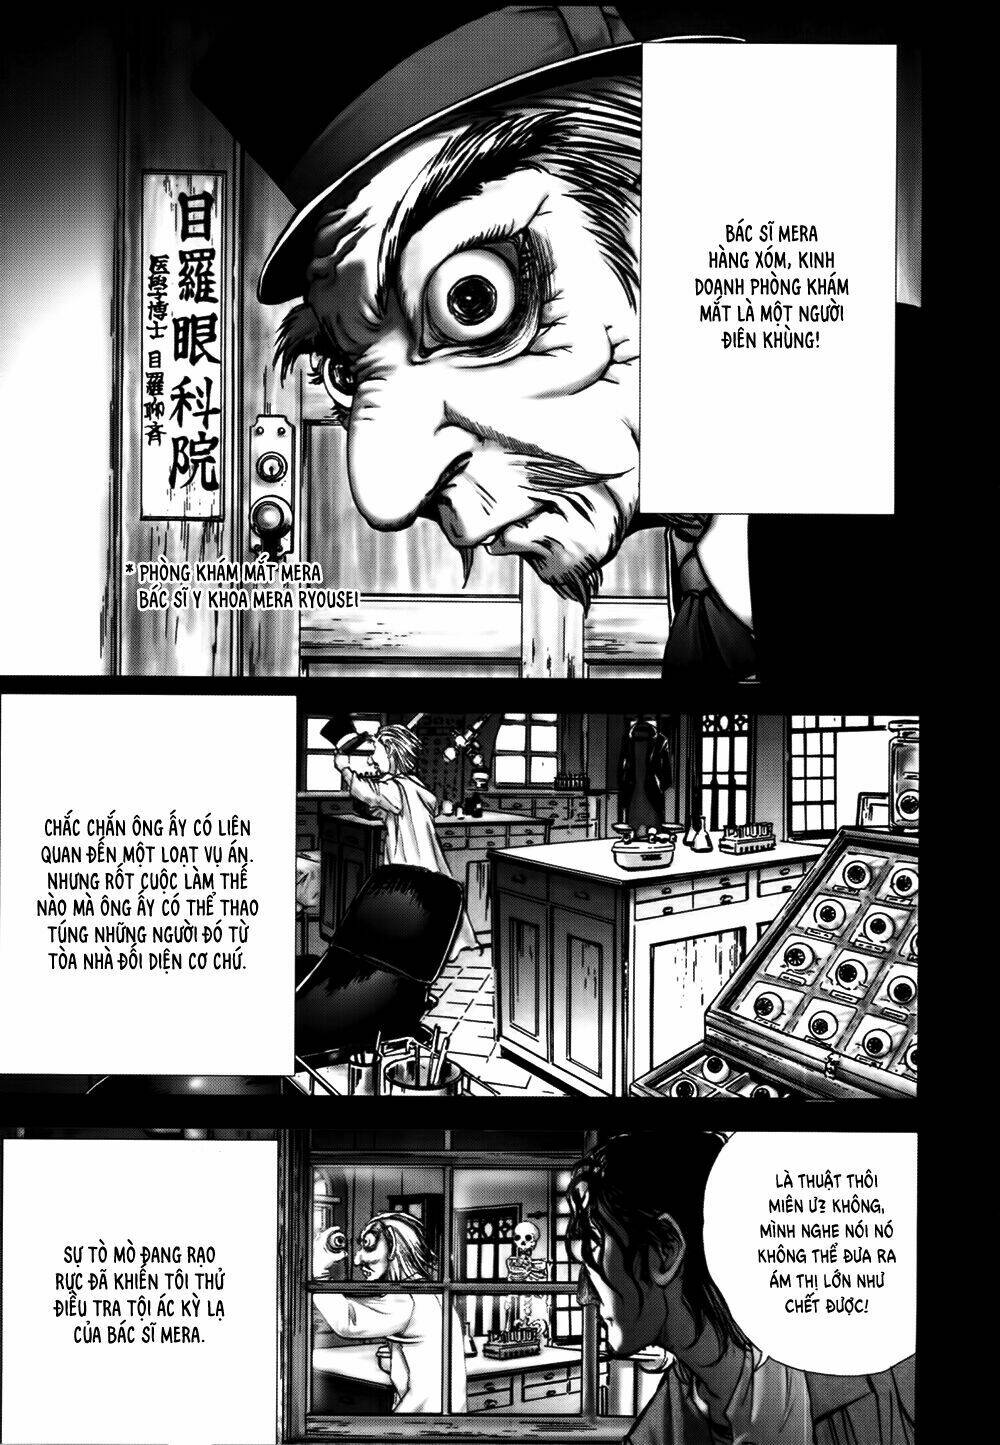 BÁC SĨ MERA
HÀNG XÓM, KINH
DOANH PHÒNG KHÁM
MẮT LÀ MỘT NGƯỜI
ĐIÊN KHÙNG!
目羅眼科院
医学博士 目羅聊斉
* PHÒNG KHÁM MẮT MERA
BÁC SĨ Y KHOA MERA RYOUSEI
CHẮC CHẮN ÔNG ẤY CÓ LIÊN
QUAN ĐẾN MỘT LOẠT VỤ ÁN.
NHƯNG RỐT CUỘC LÀM THẾ
NÀO MÀ ÔNG ẤY CÓ THỂ THAO
TÚNG NHỮNG NGƯỜI ĐÓ TỪ
TÒA NHÀ ĐỐI DIỆN CƠ CHỨ.
LÀ THUẬT THÔI
MIÊN Ư? KHÔNG,
MÌNH NGHE NÓI NÓ
KHÔNG THỂ ĐƯA RA
ÁM THỊ LỚN NHƯ
CHẾT ĐƯỢC!
SỰ TÒ MÒ ĐANG RẠO
RỰC ĐÃ KHIẾN TÔI THỬ
ĐIỀU TRA TỘI ÁC KỲ LẠ
CỦA BÁC SĨ MERA.